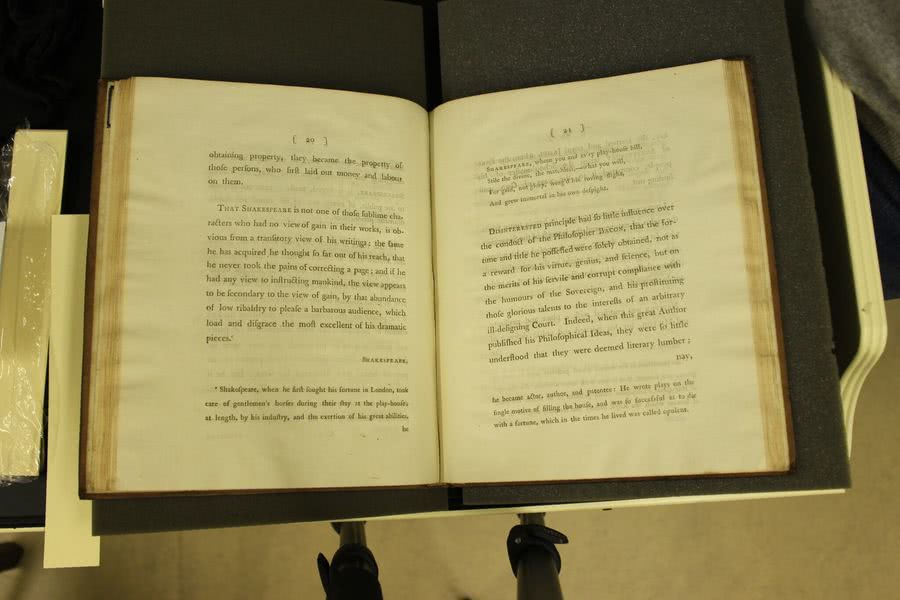 [ 20 ]
obtaining property, they became the property of
thoſe perſons, who firſt laid out money and labour
on them.
THAT SHAKESPEARE is not one of thoſe ſublime cha-
racters who had no view of gain in their works, is ob-
vious from a tranſitory view of his writings: the fame
he has acquired he thought ſo far out of his reach, that
he never took the pains of correcting a page; and if he
had any view to inſtructing mankind, the view appears
to be ſecondary to the view of gain, by that abundance
of low ribaldry to pleaſe a barbarous audience, which
load and diſgrace the moſt excellent of his dramatic
pieces.*
SHAKESPEARE,
* Shakeſpeare, when he firſt ſought his fortune in London, took
care of gentlemen's horſes during their ſtay at the play-houſe;
at length, by his induſtry, and the exertion of his great abilities,
he
[ 21 ]
SHAKESPEARE, whom you and ev'ry play-houſe bill,
Stile the divine, the matchleſs,—what you will,
For gain, not glory, wing'd his roving flight,
And grew immortal in his own deſpight.
DISINTERESTED principle had ſo little influence over
the conduct of the Philoſopher BACON, that the for-
tune and title he poſſeſſed were ſolely obtained, not as
a reward for his virtue, genius, and ſcience, but on
the merits of his ſervile and corrupt compliance with
the humours of the Sovereign, and his proſtituting
thoſe glorious talents to the intereſts of an arbitrary
ill-deſigning Court. Indeed, when this great Author
publiſhed his Philoſophical Ideas, they were ſo little
underſtood that they were deemed literary lumber;
nay,
he became actor, author, and patentee: He wrote plays on the
ſingle motive of filling the houſe, and was ſo ſucceſsful as to die
with a fortune, which in the times he lived was called opulent.